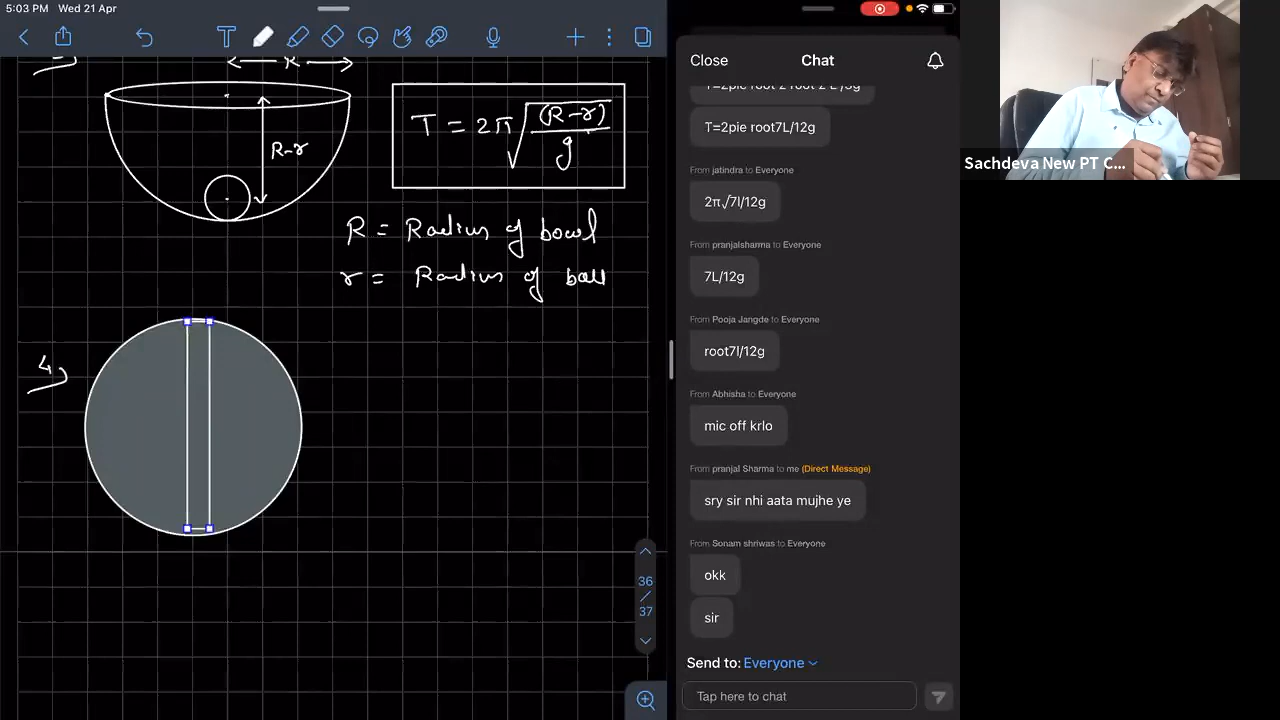 5:03 PM Wed 21 Apr
R
R-r
T = 2π√(R-r)/g
R = Radius of bowl
r = Radius of ball
4)
36
/
37
Close
Chat
T=2pie root7L/12g
From jatindra to Everyone
2π√7l/12g
From pranjalsharma to Everyone
7L/12g
From Pooja Jangde to Everyone
root7l/12g
From Abhisha to Everyone
mic off krlo
From pranjal Sharma to me (Direct Message)
sry sir nhi aata mujhe ye
From Sonam shriwas to Everyone
okk
sir
Send to: Everyone
Tap here to chat
Sachdeva New PT C...